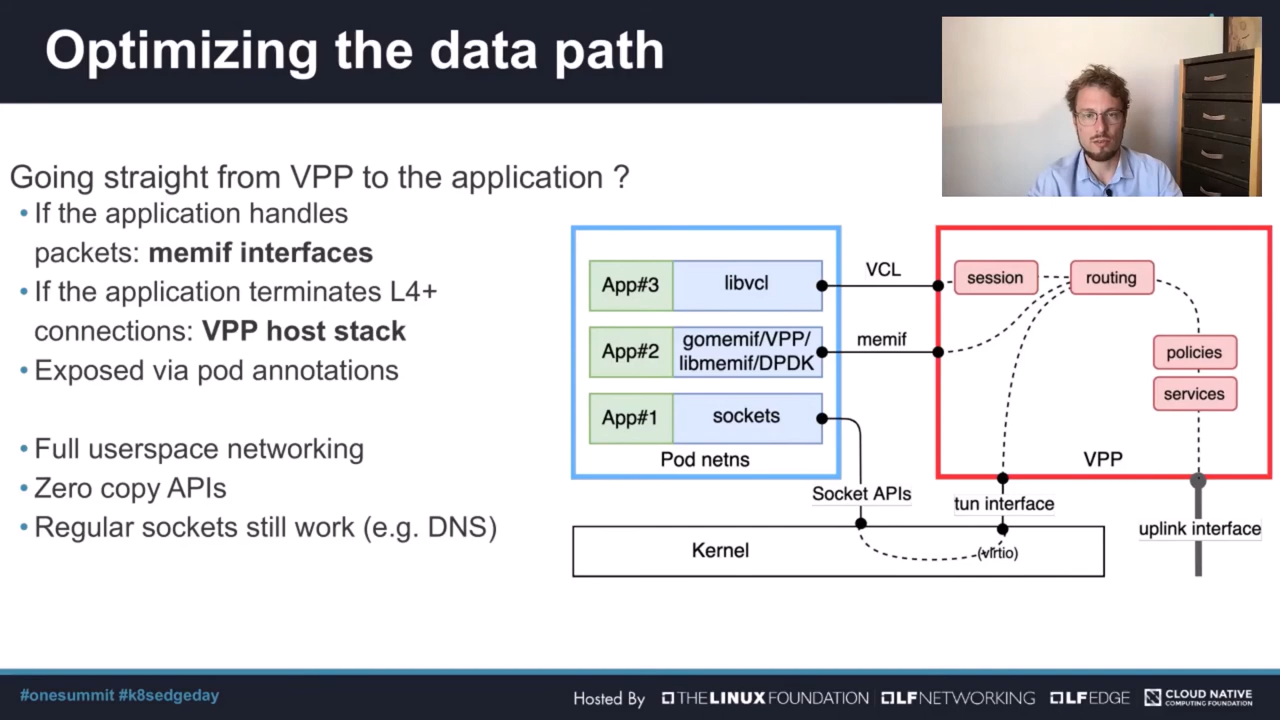 Optimizing the data path
Going straight from VPP to the application ?
• If the application handles
packets: memif interfaces
• If the application terminates L4+
connections: VPP host stack
• Exposed via pod annotations
• Full userspace networking
• Zero copy APIs
• Regular sockets still work (e.g. DNS)
App#3
libvcl
VCL
session
routing
App#2
gomemif/VPP/
libmemif/DPDK
memif
policies
services
App#1
sockets
Pod netns
VPP
Socket APIs
tun interface
uplink interface
Kernel
(virtio)
#onesummit #k8sedgeday
Hosted By
THE LINUX FOUNDATION
LFNETWORKING
LFEDGE
CLOUD NATIVE
COMPUTING FOUNDATION